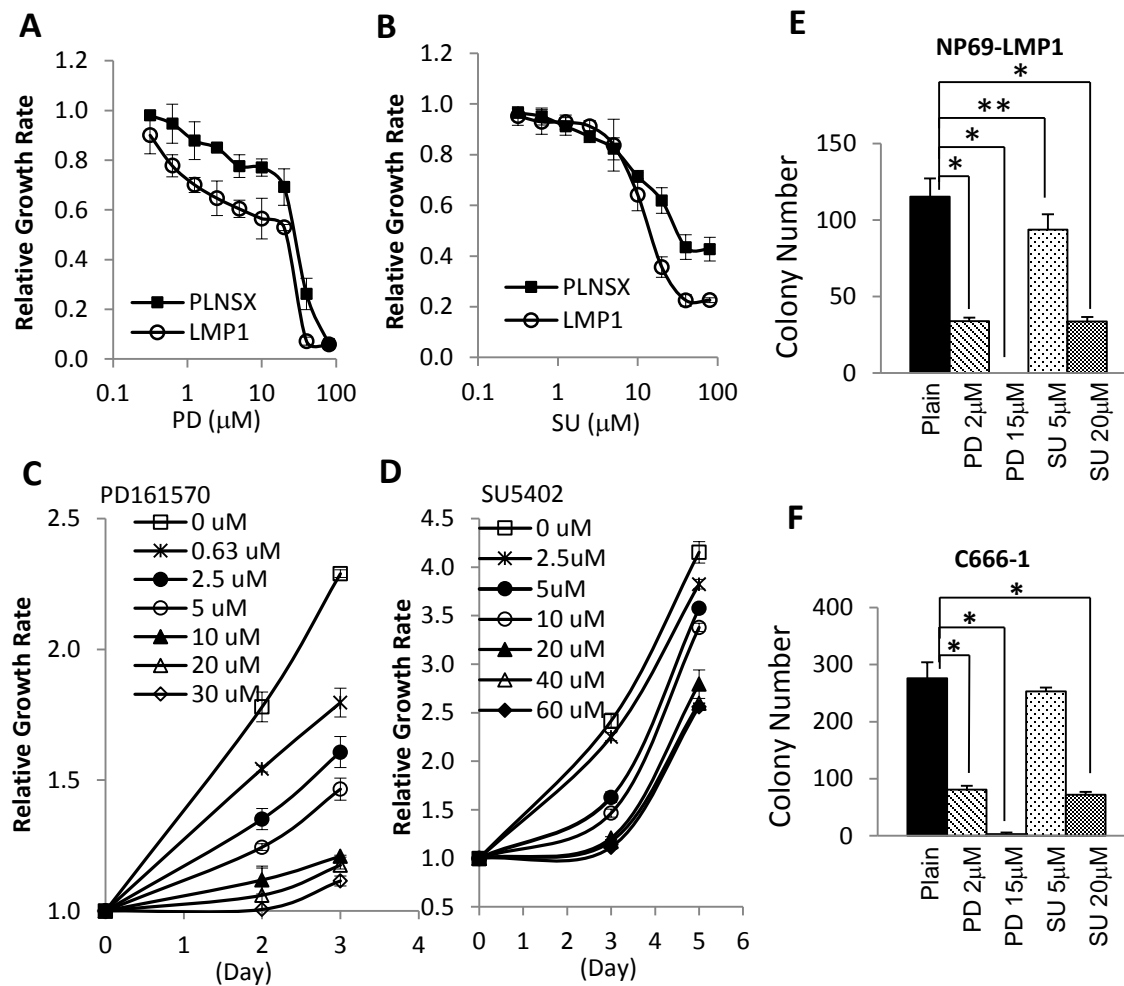 A
1.2
1.0
0.8
0.6
0.4
0.2
0.0
Relative Growth Rate
PLNSX
LMP1
0.1
1
10
100
PD (µM)
B
1.2
1.0
0.8
0.6
0.4
0.2
0.0
Relative Growth Rate
PLNSX
LMP1
0.1
1
10
100
SU (µM)
C
PD161570
2.5
2.0
1.5
1.0
Relative Growth Rate
0 uM
0.63 uM
2.5 uM
5 uM
10 uM
20 uM
30 uM
0
1
2
3
4
(Day)
D
SU5402
4.5
4.0
3.5
3.0
2.5
2.0
1.5
1.0
0.5
Relative Growth Rate
0 uM
2.5uM
5uM
10 uM
20 uM
40 uM
60 uM
0
1
2
3
4
5
6
(Day)
E
NP69-LMP1
*
**
*
*
150
100
50
0
Colony Number
Plain
PD 2µM
PD 15µM
SU 5µM
SU 20µM
F
C666-1
*
*
*
400
300
200
100
0
Colony Number
Plain
PD 2µM
PD 15µM
SU 5µM
SU 20µM